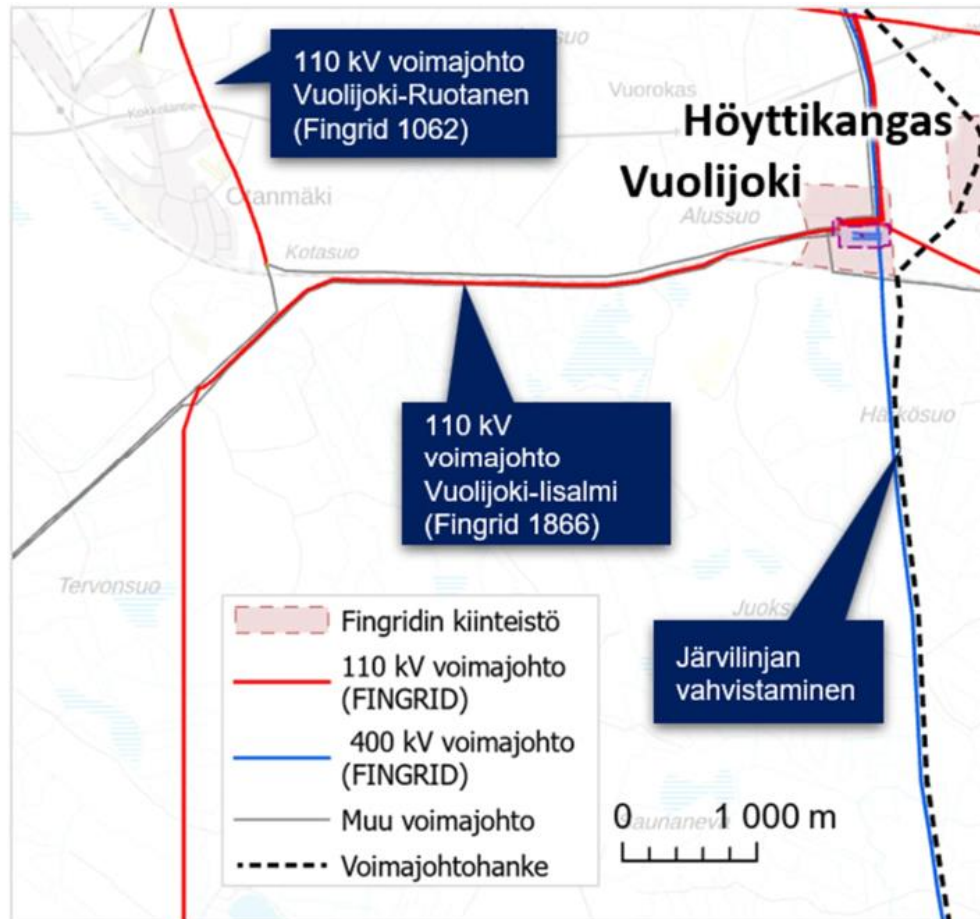 110 kV voimajohto
Vuolijoki-Ruotanen
(Fingrid 1062)
Vuorokas
Höyttikangas
Vuolijoki
Otanmäki
Alussuo
Kotasuo
110 kV
voimajohto
Vuolijoki-Iisalmi
(Fingrid 1866)
Tervonsuo
Järvilinjan
vahvistaminen
Fingridin kiinteistö
110 kV voimajohto
(FINGRID)
400 kV voimajohto
(FINGRID)
Muu voimajohto
Voimajohtohanke
0 1 000 m
Saunaneva